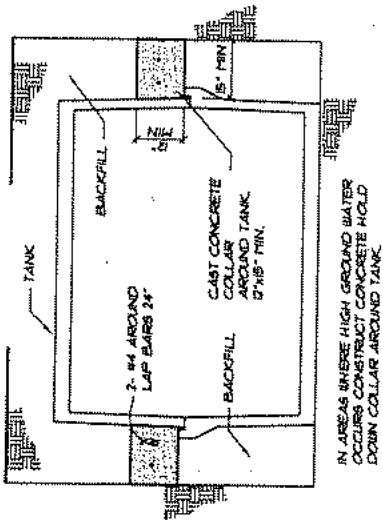 TANK
BACKFILL
2- #4 AROUND
LAP BARS 24"
12"
MIN
15" MIN
CAST CONCRETE
COLLAR
AROUND TANK,
12"x15" MIN.
BACKFILL
IN AREAS WHERE HIGH GROUND WATER
OCCURS CONSTRUCT CONCRETE HOLD
DOWN COLLAR AROUND TANK